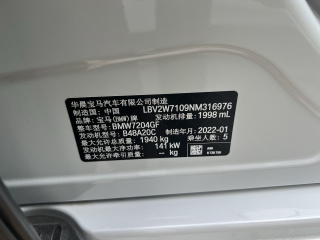 华晨宝马汽车有限公司制造
制造国：中国 LBV2W7109NM316976
品牌：宝马(BMW)牌 发动机排量：1998 mL
整车型号：BMW7204GF
发动机型号：B48A20C 制造年月：2022-01
最大允许总质量：1940 kg 乘坐人数：5
发动机最大净功率：141 kW
最大允许牵引质量：-- kg